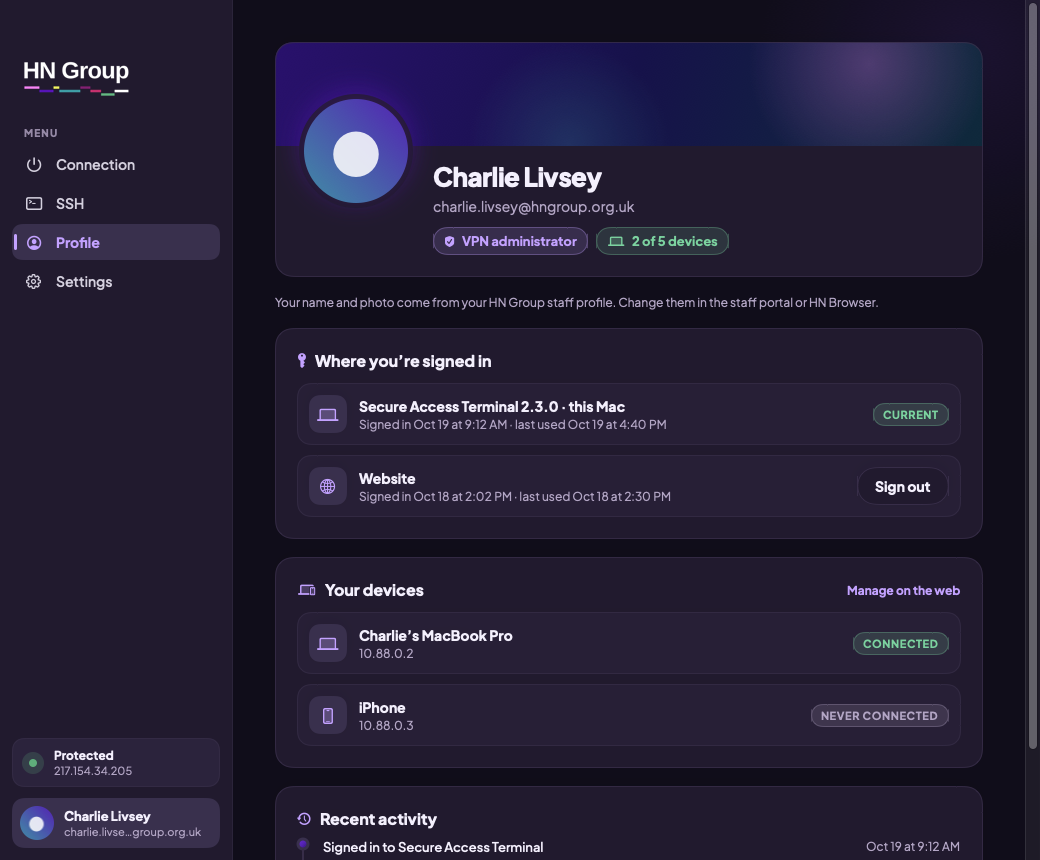 HN Group
MENU
Connection
SSH
Profile
Settings
Protected
217.154.34.205
Charlie Livsey
charlie.livse…group.org.uk
Charlie Livsey
charlie.livsey@hngroup.org.uk
VPN administrator
2 of 5 devices
Your name and photo come from your HN Group staff profile. Change them in the staff portal or HN Browser.
Where you’re signed in
Secure Access Terminal 2.3.0 · this Mac
Signed in Oct 19 at 9:12 AM · last used Oct 19 at 4:40 PM
CURRENT
Website
Signed in Oct 18 at 2:02 PM · last used Oct 18 at 2:30 PM
Sign out
Your devices
Manage on the web
Charlie’s MacBook Pro
10.88.0.2
CONNECTED
iPhone
10.88.0.3
NEVER CONNECTED
Recent activity
Signed in to Secure Access Terminal
Oct 19 at 9:12 AM